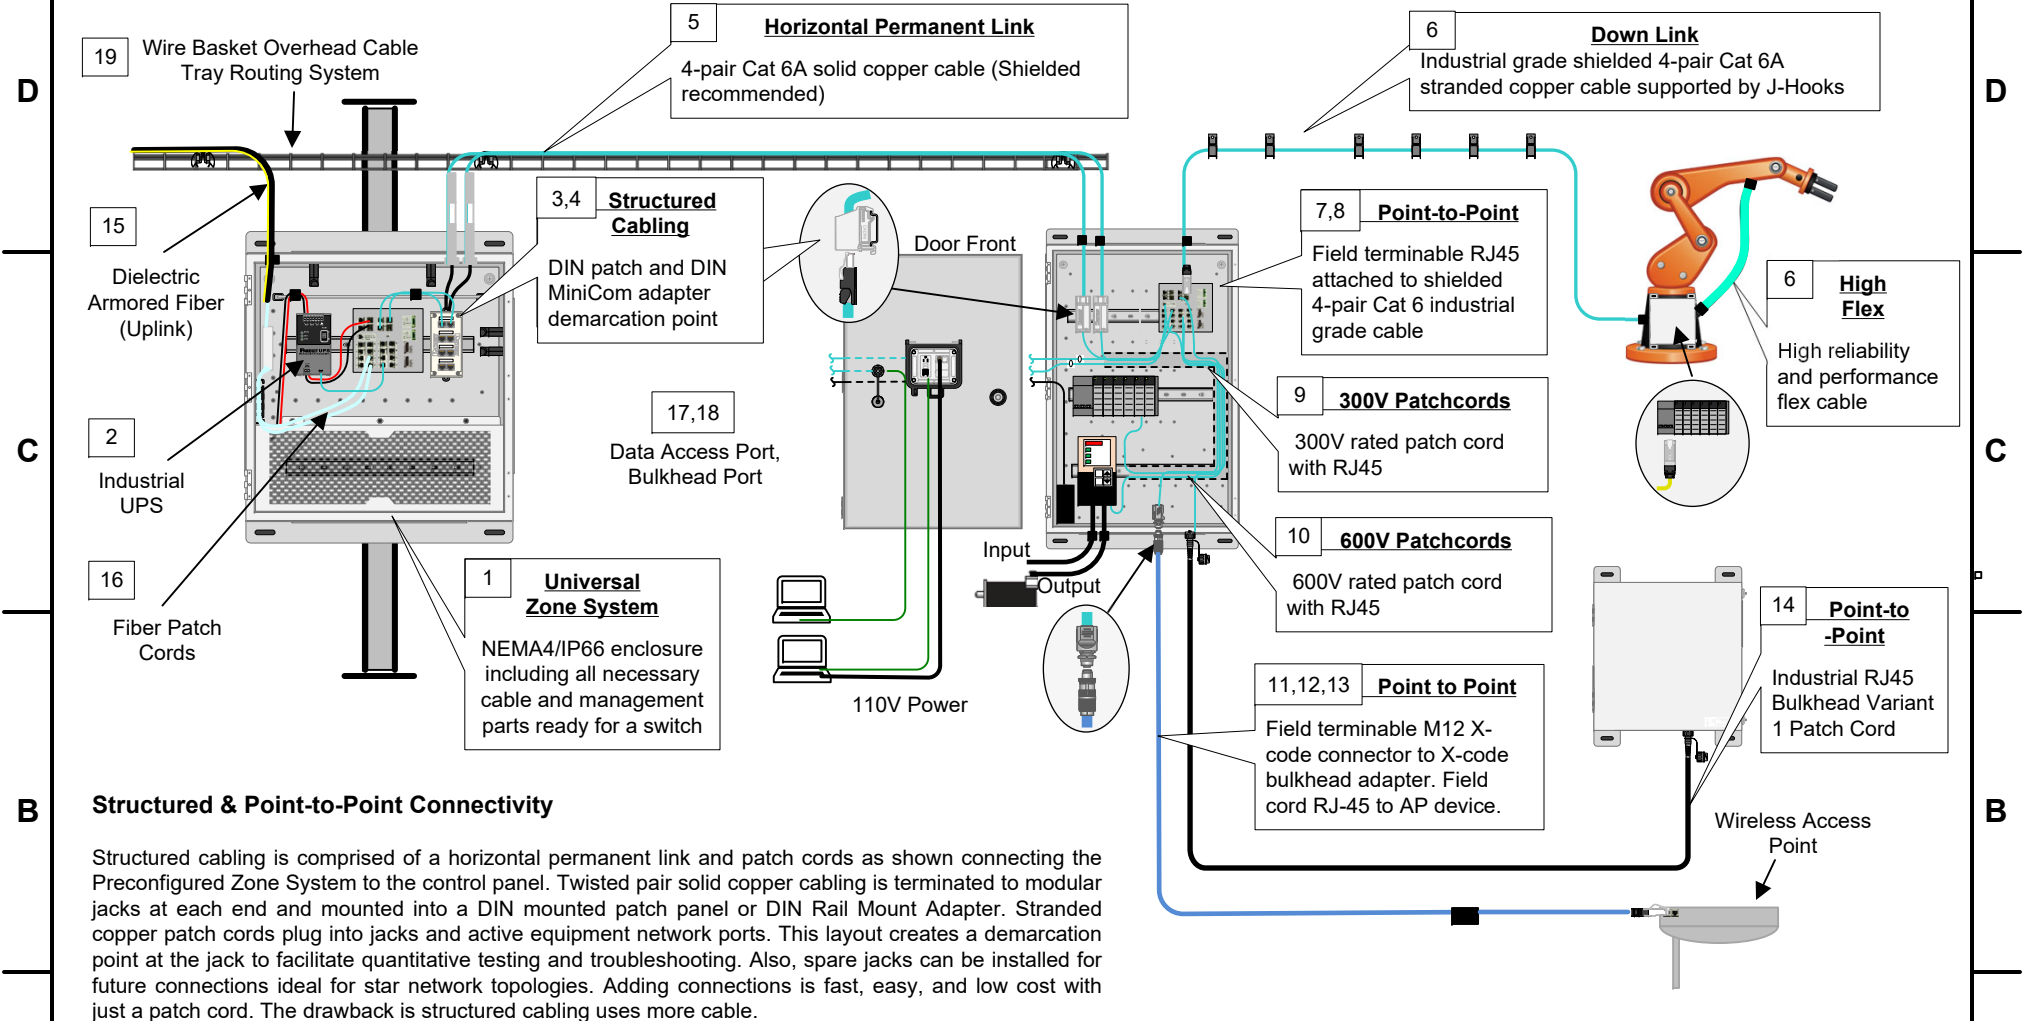 D
D
C
C
B
B
19
Wire Basket Overhead Cable
Tray Routing System
5
Horizontal Permanent Link
4-pair Cat 6A solid copper cable (Shielded
recommended)
6
Down Link
Industrial grade shielded 4-pair Cat 6A
stranded copper cable supported by J-Hooks
15
Dielectric
Armored Fiber
(Uplink)
3,4
Structured
Cabling
DIN patch and DIN
MiniCom adapter
demarcation point
Door Front
7,8
Point-to-Point
Field terminable RJ45
attached to shielded
4-pair Cat 6 industrial
grade cable
6
High
Flex
High reliability
and performance
flex cable
2
Industrial
UPS
17,18
Data Access Port,
Bulkhead Port
9
300V Patchcords
300V rated patch cord
with RJ45
16
Fiber Patch
Cords
1
Universal
Zone System
NEMA4/IP66 enclosure
including all necessary
cable and management
parts ready for a switch
Input
Output
110V Power
10
600V Patchcords
600V rated patch cord
with RJ45
11,12,13
Point to Point
Field terminable M12 X-
code connector to X-code
bulkhead adapter. Field
cord RJ-45 to AP device.
14
Point-to
-Point
Industrial RJ45
Bulkhead Variant
1 Patch Cord
Wireless Access
Point
Structured & Point-to-Point Connectivity
Structured cabling is comprised of a horizontal permanent link and patch cords as shown connecting the
Preconfigured Zone System to the control panel. Twisted pair solid copper cabling is terminated to modular
jacks at each end and mounted into a DIN mounted patch panel or DIN Rail Mount Adapter. Stranded
copper patch cords plug into jacks and active equipment network ports. This layout creates a demarcation
point at the jack to facilitate quantitative testing and troubleshooting. Also, spare jacks can be installed for
future connections ideal for star network topologies. Adding connections is fast, easy, and low cost with
just a patch cord. The drawback is structured cabling uses more cable.